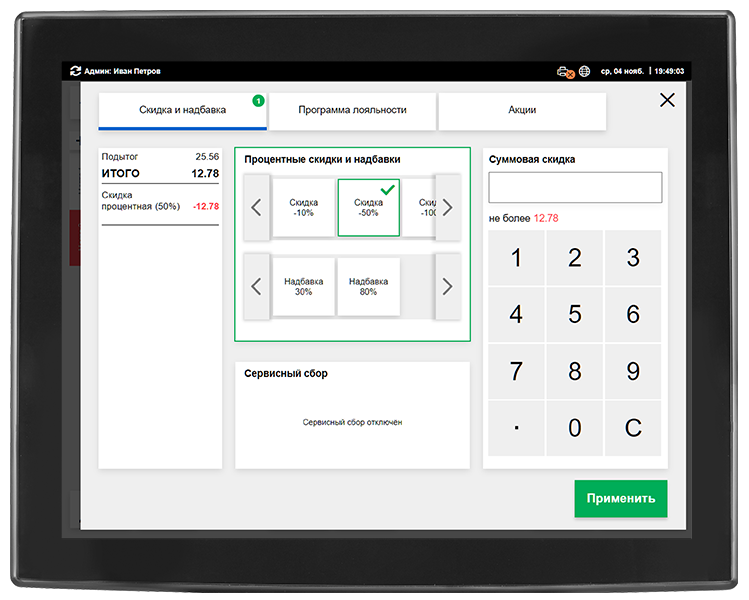 Админ: Иван Петров
ср, 04 нояб. | 19:49:03
Скидка и надбавка
1
Программа лояльности
Акции
Подытог 25.56
ИТОГО 12.78
Скидка
процентная (50%) -12.78
Процентные скидки и надбавки
Скидка
-10%
Скидка
-50%
Надбавка
30%
Надбавка
80%
Сервисный сбор
Сервисный сбор отключен
Суммовая скидка
не более 12.78
1 2 3
4 5 6
7 8 9
. 0 C
Применить